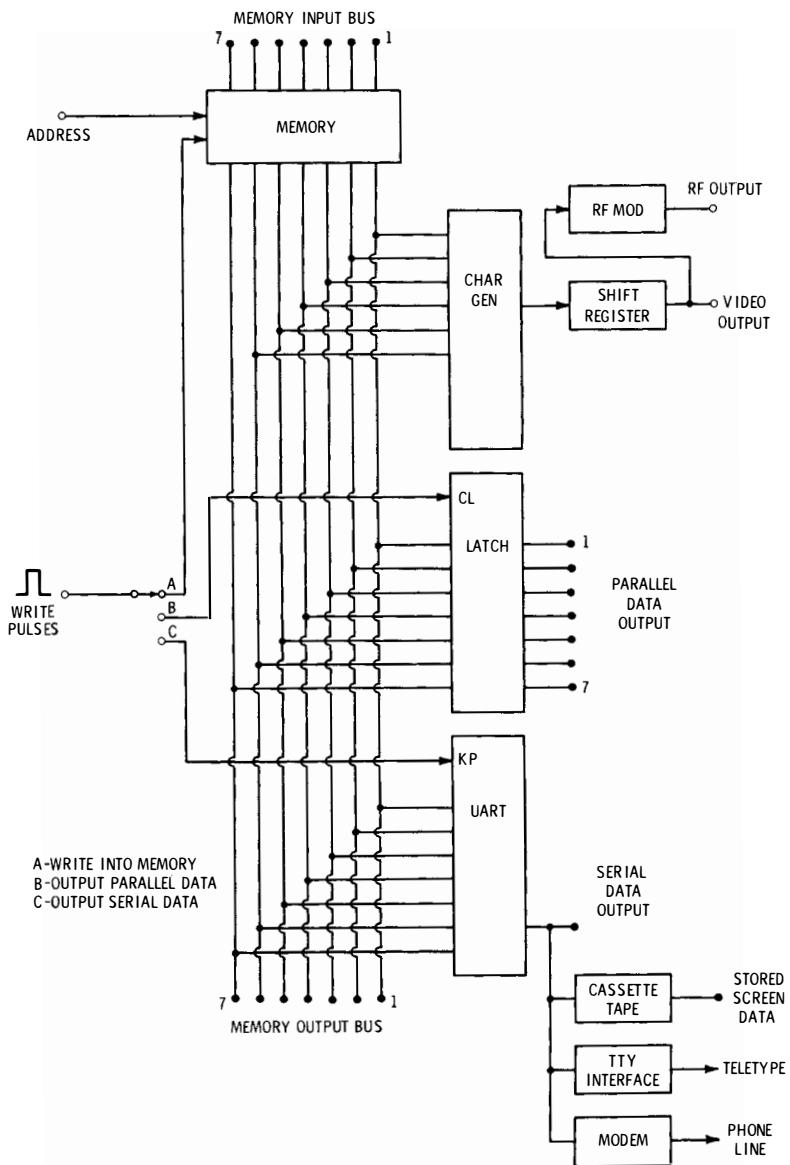 MEMORY INPUT BUS
7
1
MEMORY
ADDRESS
RF MOD
RF OUTPUT
CHAR
GEN
SHIFT
REGISTER
VIDEO
OUTPUT
CL
LATCH
1
PARALLEL
DATA
OUTPUT
7
WRITE
PULSES
A
B
C
KP
UART
A-WRITE INTO MEMORY
B-OUTPUT PARALLEL DATA
C-OUTPUT SERIAL DATA
SERIAL
DATA
OUTPUT
7
1
MEMORY OUTPUT BUS
CASSETTE
TAPE
STORED
SCREEN
DATA
TTY
INTERFACE
TELETYPE
MODEM
PHONE
LINE